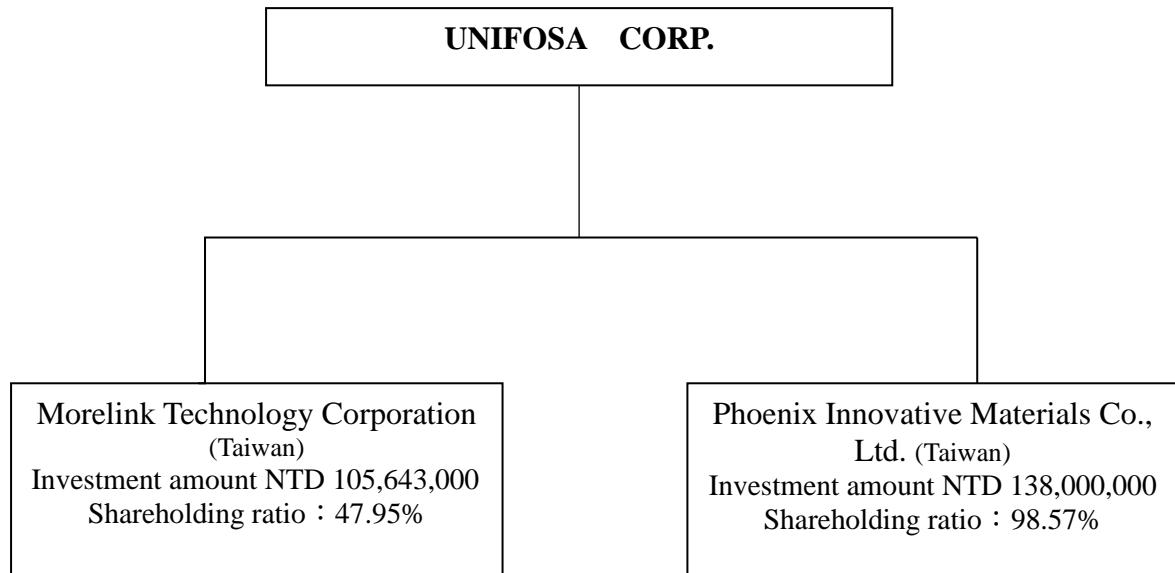 UNIFOSA CORP.
Morelink Technology Corporation
(Taiwan)
Investment amount NTD 105,643,000
Shareholding ratio：47.95%
Phoenix Innovative Materials Co.,
Ltd. (Taiwan)
Investment amount NTD 138,000,000
Shareholding ratio：98.57%